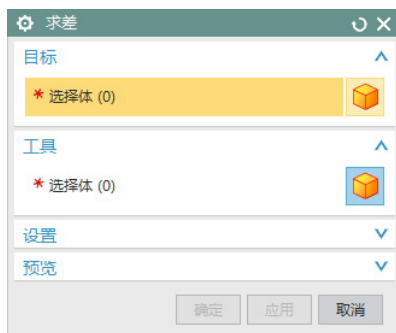 求差
目标
* 选择体 (0)
工具
* 选择体 (0)
设置
预览
确定 应用 取消